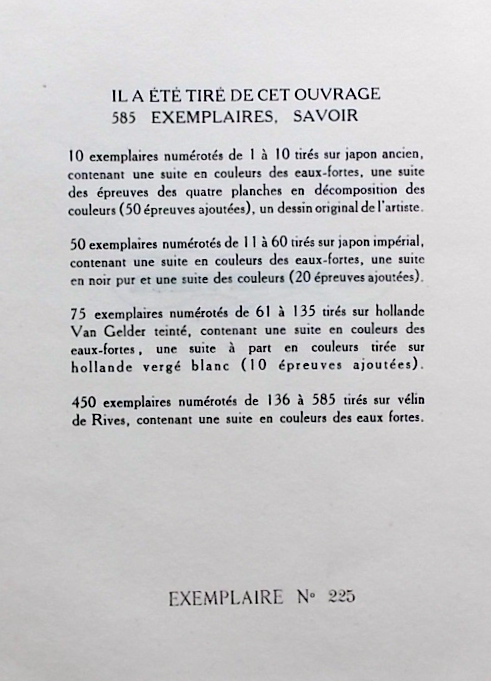 IL A ÉTÉ TIRÉ DE CET OUVRAGE
585 EXEMPLAIRES, SAVOIR
10 exemplaires numérotés de 1 à 10 tirés sur japon ancien,
contenant une suite en couleurs des eaux-fortes, une suite
des épreuves des quatre planches en décomposition des
couleurs (50 épreuves ajoutées), un dessin original de l'artiste.
50 exemplaires numérotés de 11 à 60 tirés sur japon impérial,
contenant une suite en couleurs des eaux-fortes, une suite
en noir pur et une suite des couleurs (20 épreuves ajoutées).
75 exemplaires numérotés de 61 à 135 tirés sur hollande
Van Gelder teinté, contenant une suite en couleurs des
eaux-fortes, une suite à part en couleurs tirée sur
hollande vergé blanc (10 épreuves ajoutées).
450 exemplaires numérotés de 136 à 585 tirés sur vélin
de Rives, contenant une suite en couleurs des eaux fortes.
EXEMPLAIRE Nº 225